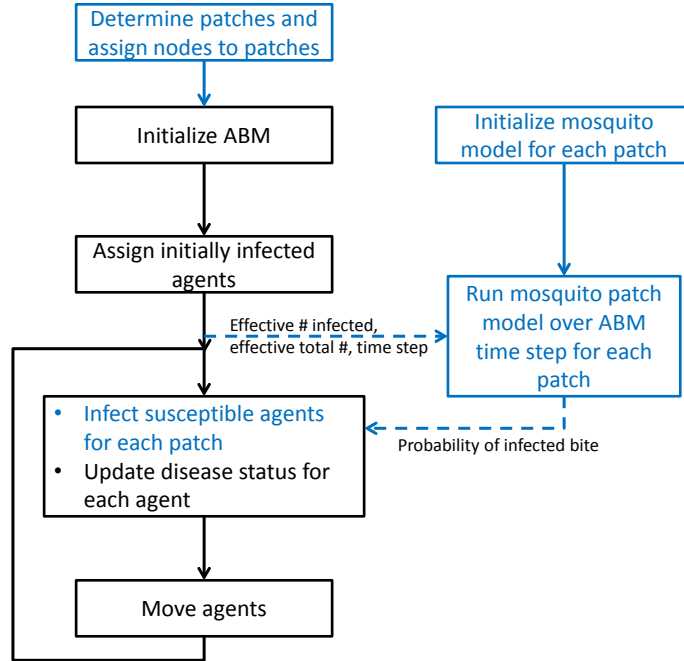 Determine patches and
assign nodes to patches
Initialize ABM
Initialize mosquito
model for each patch
Assign initially infected
agents
Effective # infected,
effective total #, time step
Run mosquito patch
model over ABM
time step for each
patch
• Infect susceptible agents
for each patch
• Update disease status for
each agent
Probability of infected bite
Move agents